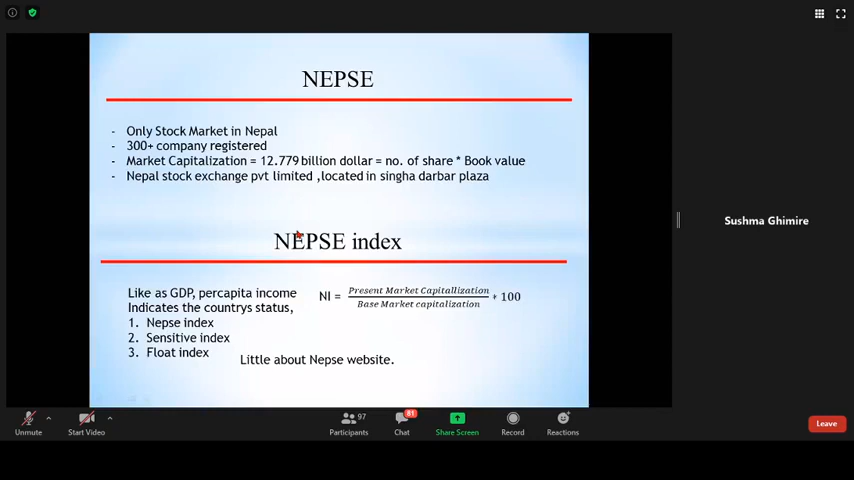 NEPSE
- Only Stock Market in Nepal
- 300+ company registered
- Market Capitalization = 12.779 billion dollar = no. of share * Book value
- Nepal stock exchange pvt limited ,located in singha darbar plaza
Sushma Ghimire
NEPSE index
Like as GDP, percapita income
Indicates the countrys status,
1. Nepse index
2. Sensitive index
3. Float index
NI = Present Market Capitallization / Base Market capitalization * 100
Little about Nepse website.
Unmute
Start Video
97
Participants
81
Chat
Share Screen
Record
Reactions
Leave